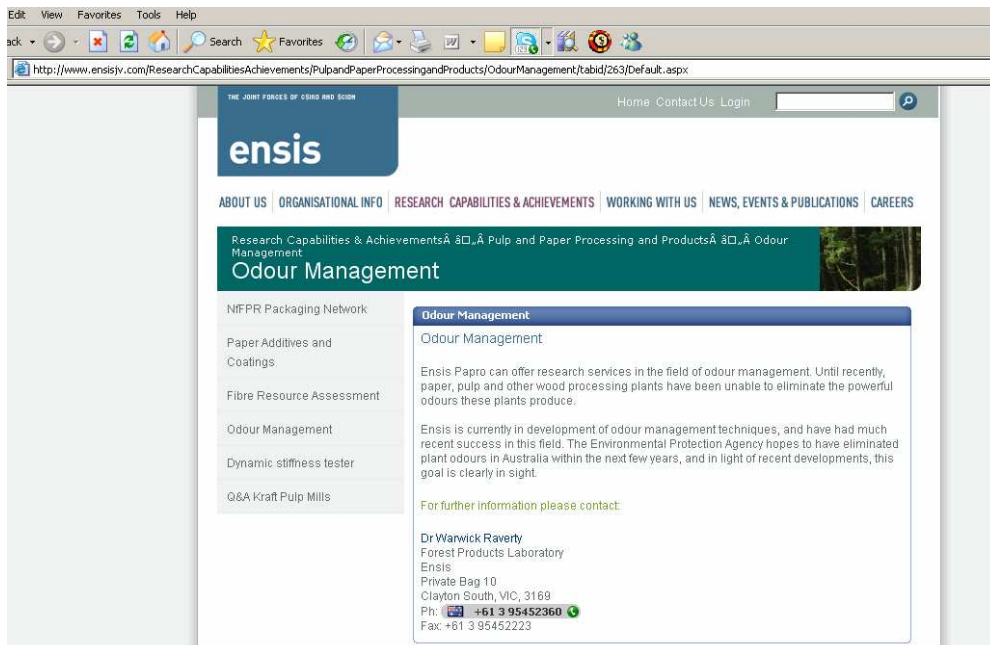 Edit View Favorites Tools Help
ack Search Favorites
http://www.ensisjv.com/ResearchCapabilitiesAchievements/PulpandPaperProcessingandProducts/OdourManagement/tabid/263/Default.aspx
THE JOINT FORCES OF CSIRO AND SCION
Home Contact Us Login
ensis
ABOUT US ORGANISATIONAL INFO RESEARCH CAPABILITIES & ACHIEVEMENTS WORKING WITH US NEWS, EVENTS & PUBLICATIONS CAREERS
Research Capabilities & AchievementsÂ â□„Â Pulp and Paper Processing and ProductsÂ â□„Â Odour
Management
Odour Management
NfFPR Packaging Network
Paper Additives and
Coatings
Fibre Resource Assessment
Odour Management
Dynamic stiffness tester
Q&A Kraft Pulp Mills
Odour Management
Odour Management
Ensis Papro can offer research services in the field of odour management. Until recently,
paper, pulp and other wood processing plants have been unable to eliminate the powerful
odours these plants produce.
Ensis is currently in development of odour management techniques, and have had much
recent success in this field. The Environmental Protection Agency hopes to have eliminated
plant odours in Australia within the next few years, and in light of recent developments, this
goal is clearly in sight.
For further information please contact:
Dr Warwick Raverty
Forest Products Laboratory
Ensis
Private Bag 10
Clayton South, VIC, 3169
Ph: +61 3 95452360
Fax: +61 3 95452223